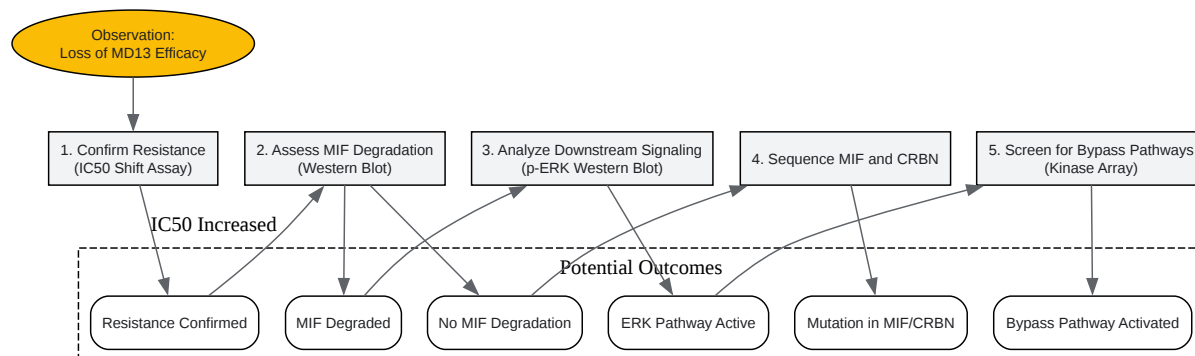 Observation:
Loss of MD13 Efficacy
1. Confirm Resistance
(IC50 Shift Assay)
2. Assess MIF Degradation
(Western Blot)
3. Analyze Downstream Signaling
(p-ERK Western Blot)
4. Sequence MIF and CRBN
5. Screen for Bypass Pathways
(Kinase Array)
IC50 Increased
Potential Outcomes
Resistance Confirmed
MIF Degraded
No MIF Degradation
ERK Pathway Active
Mutation in MIF/CRBN
Bypass Pathway Activated